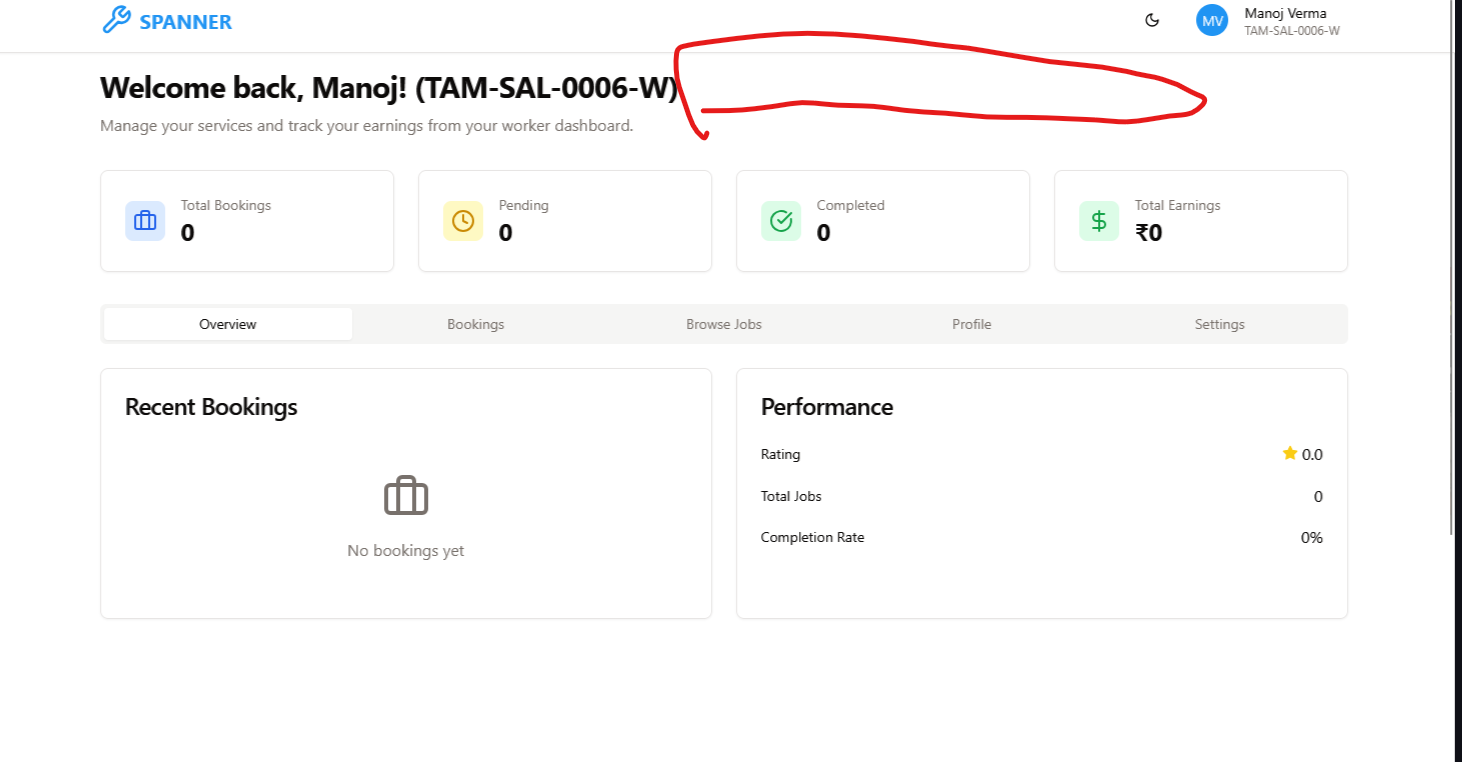 SPANNER
MV
Manoj Verma
TAM-SAL-0006-W
Welcome back, Manoj! (TAM-SAL-0006-W)
Manage your services and track your earnings from your worker dashboard.
Total Bookings
0
Pending
0
Completed
0
Total Earnings
₹0
Overview Bookings Browse Jobs Profile Settings
Recent Bookings
No bookings yet
Performance
Rating 0.0
Total Jobs 0
Completion Rate 0%